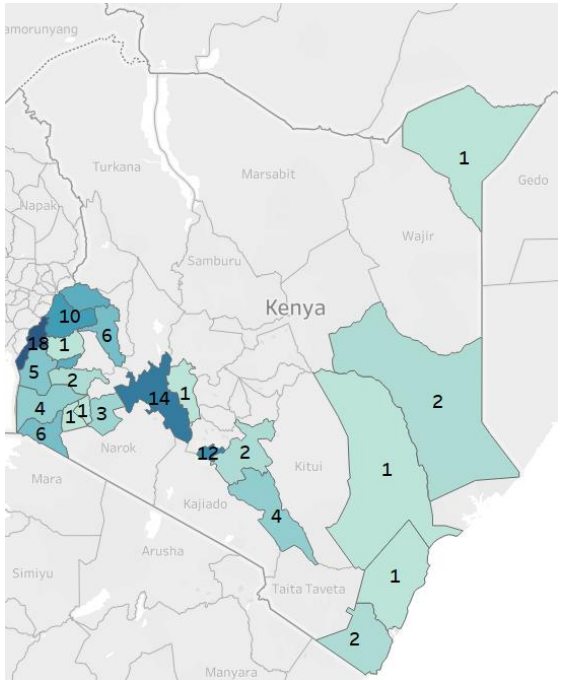 amorunyang
Turkana
Marsabit
1
Gedo
Napak
Wajir
Samburu
Kenya
10
18
1
6
5
2
2
14
1
4
1
1
3
6
Narok
12
2
Kitui
1
Mara
Kajiado
4
Arusha
1
Simiyu
Taita Taveta
2
Manyara